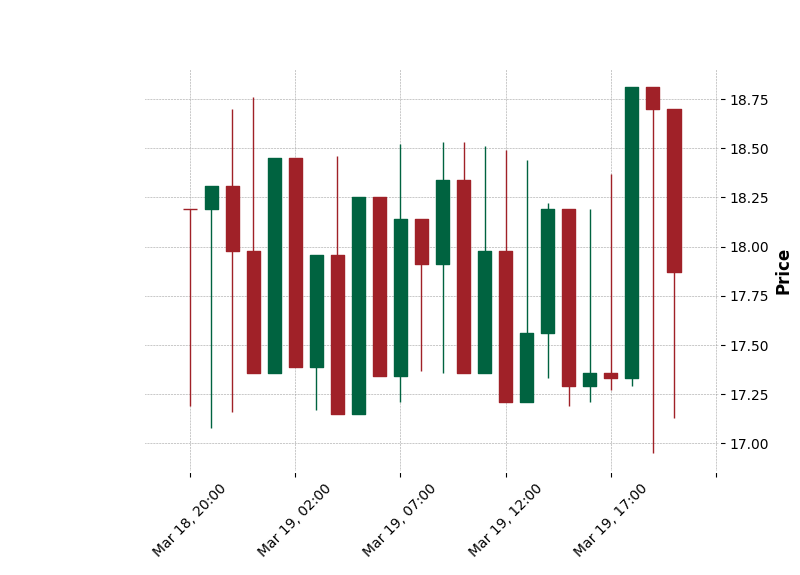 18.75
18.50
18.25
18.00
17.75
17.50
17.25
17.00
Price
Mar 18, 20:00
Mar 19, 02:00
Mar 19, 07:00
Mar 19, 12:00
Mar 19, 17:00